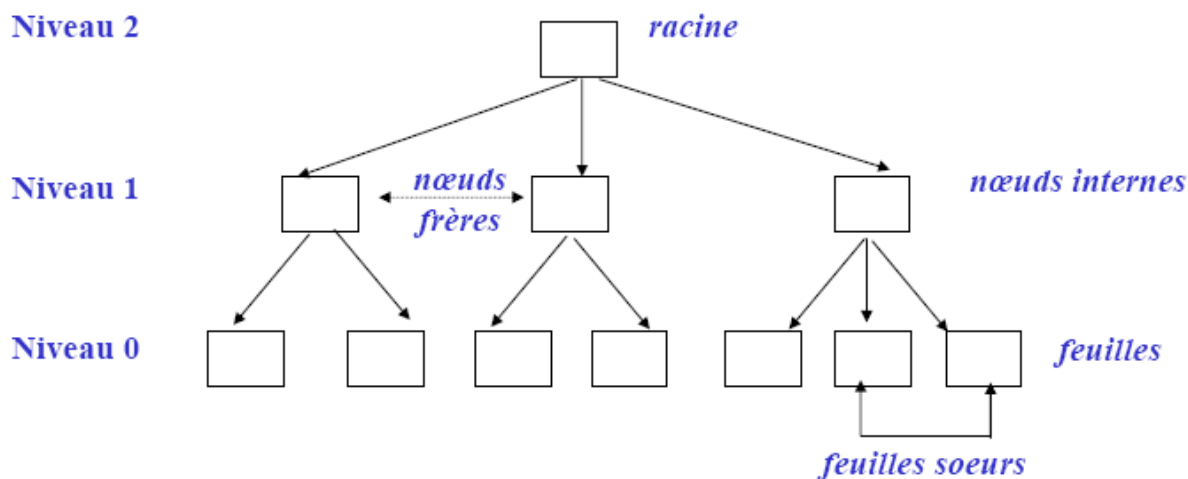 Niveau 2
racine
Niveau 1
nœuds
frères
nœuds internes
Niveau 0
feuilles
feuilles soeurs